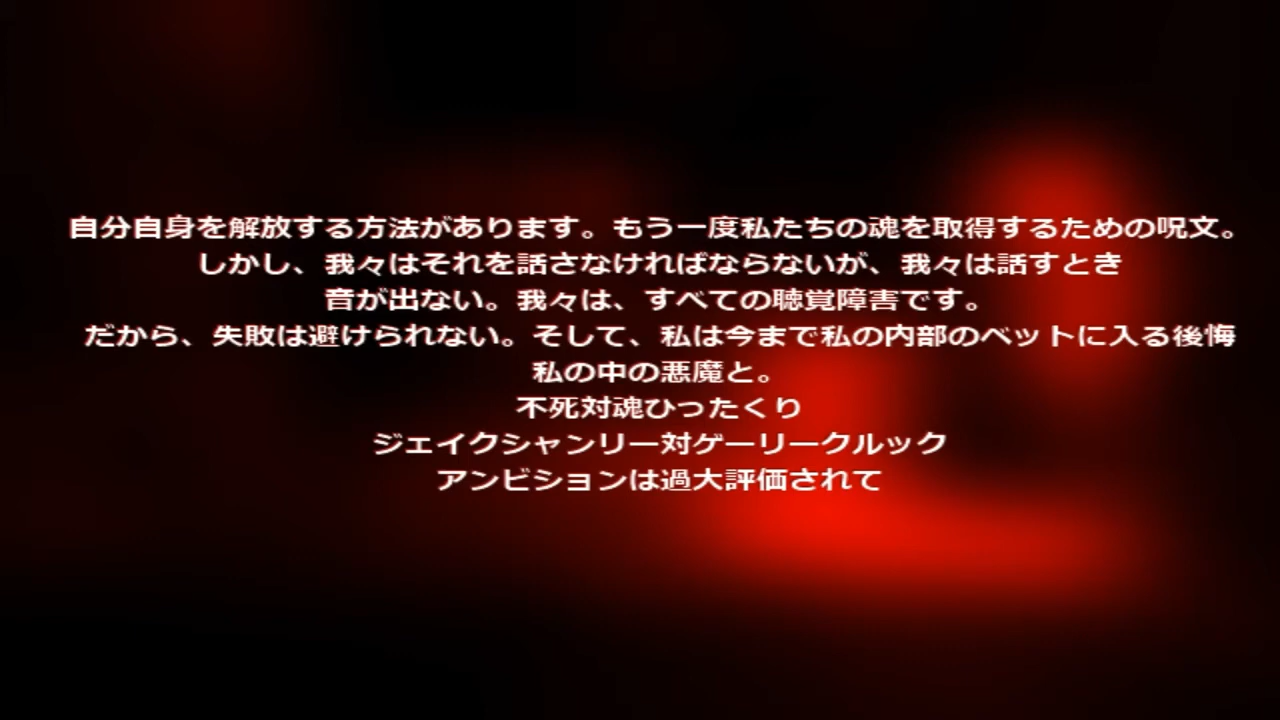 自分自身を解放する方法があります。もう一度私たちの魂を取得するための呪文。
しかし、我々はそれを話さなければならないが、我々は話すとき
音が出ない。我々は、すべての聴覚障害です。
だから、失敗は避けられない。そして、私は今まで私の内部のベットに入る後悔
私の中の悪魔と。
不死対魂ひったくり
ジェイクシャンリー対ゲーリークルック
アンビションは過大評価されて